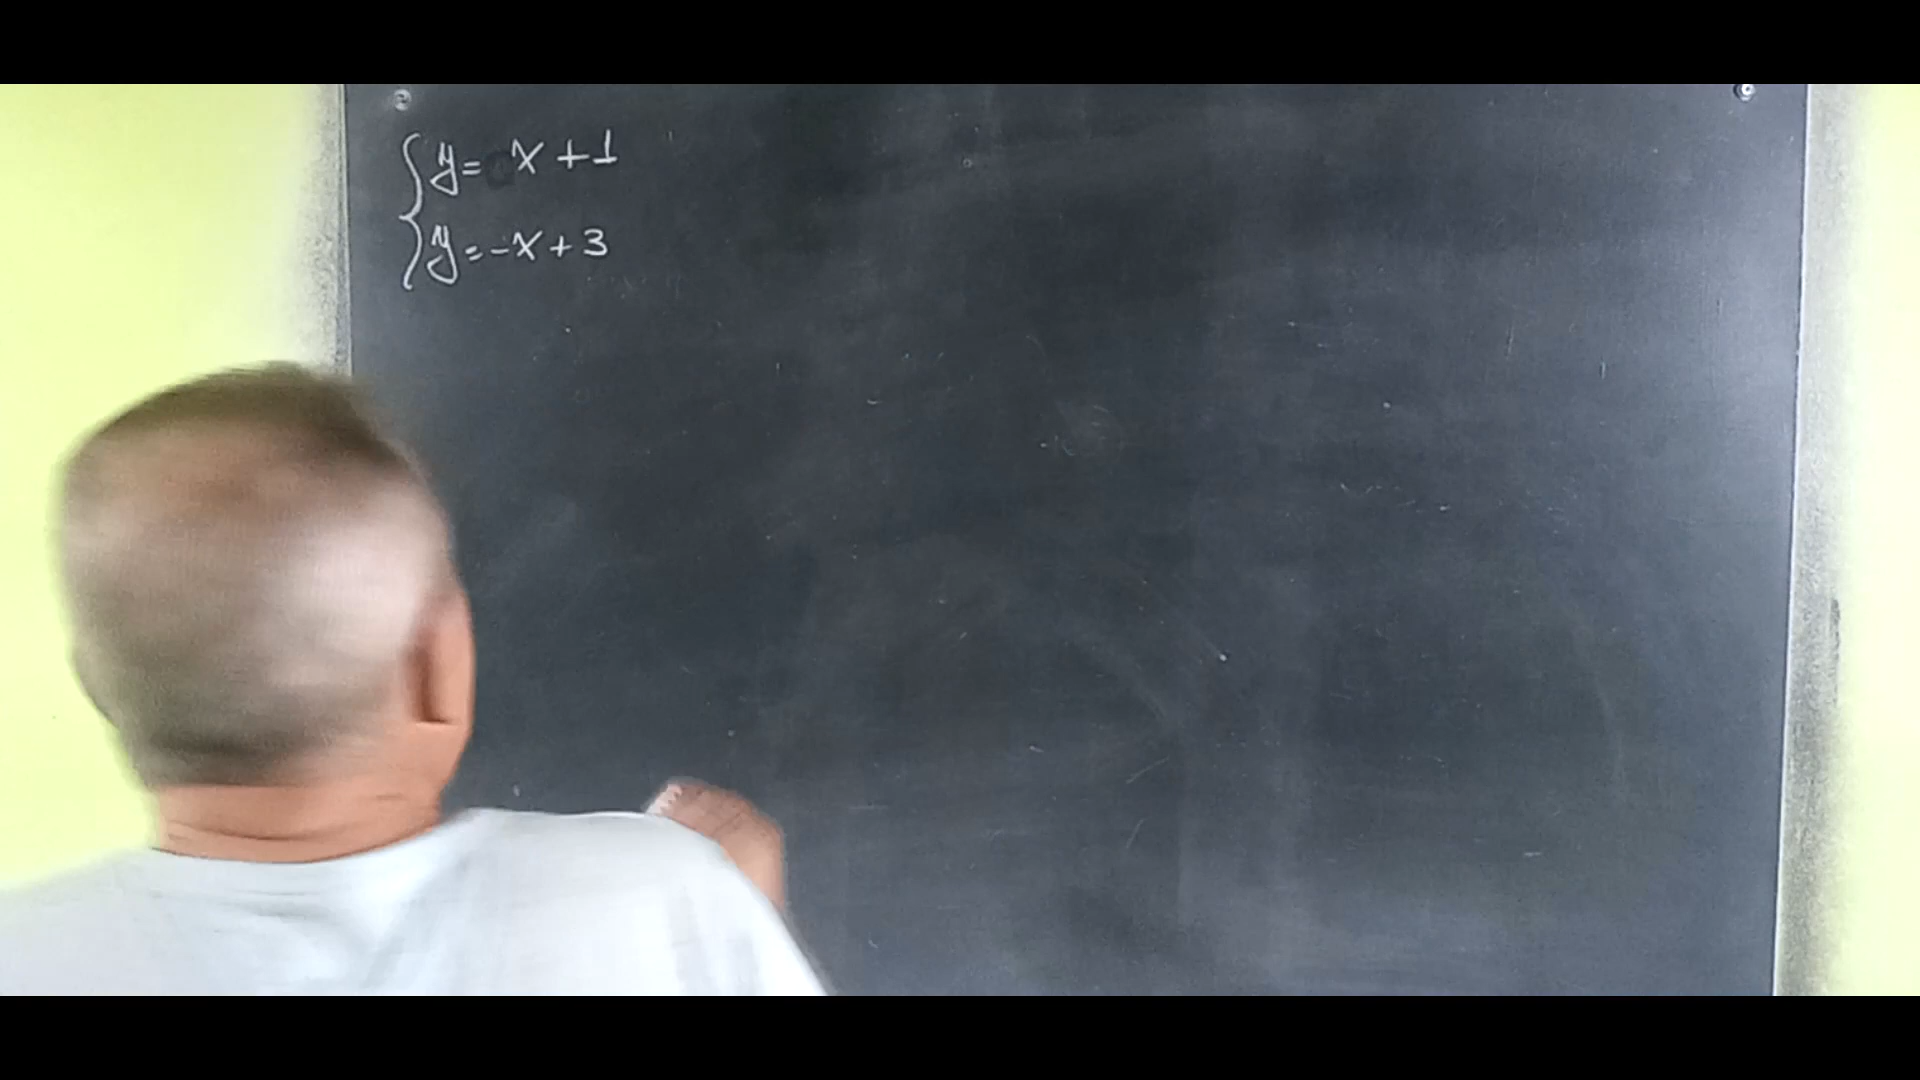 y = x + 1
y = -x + 3